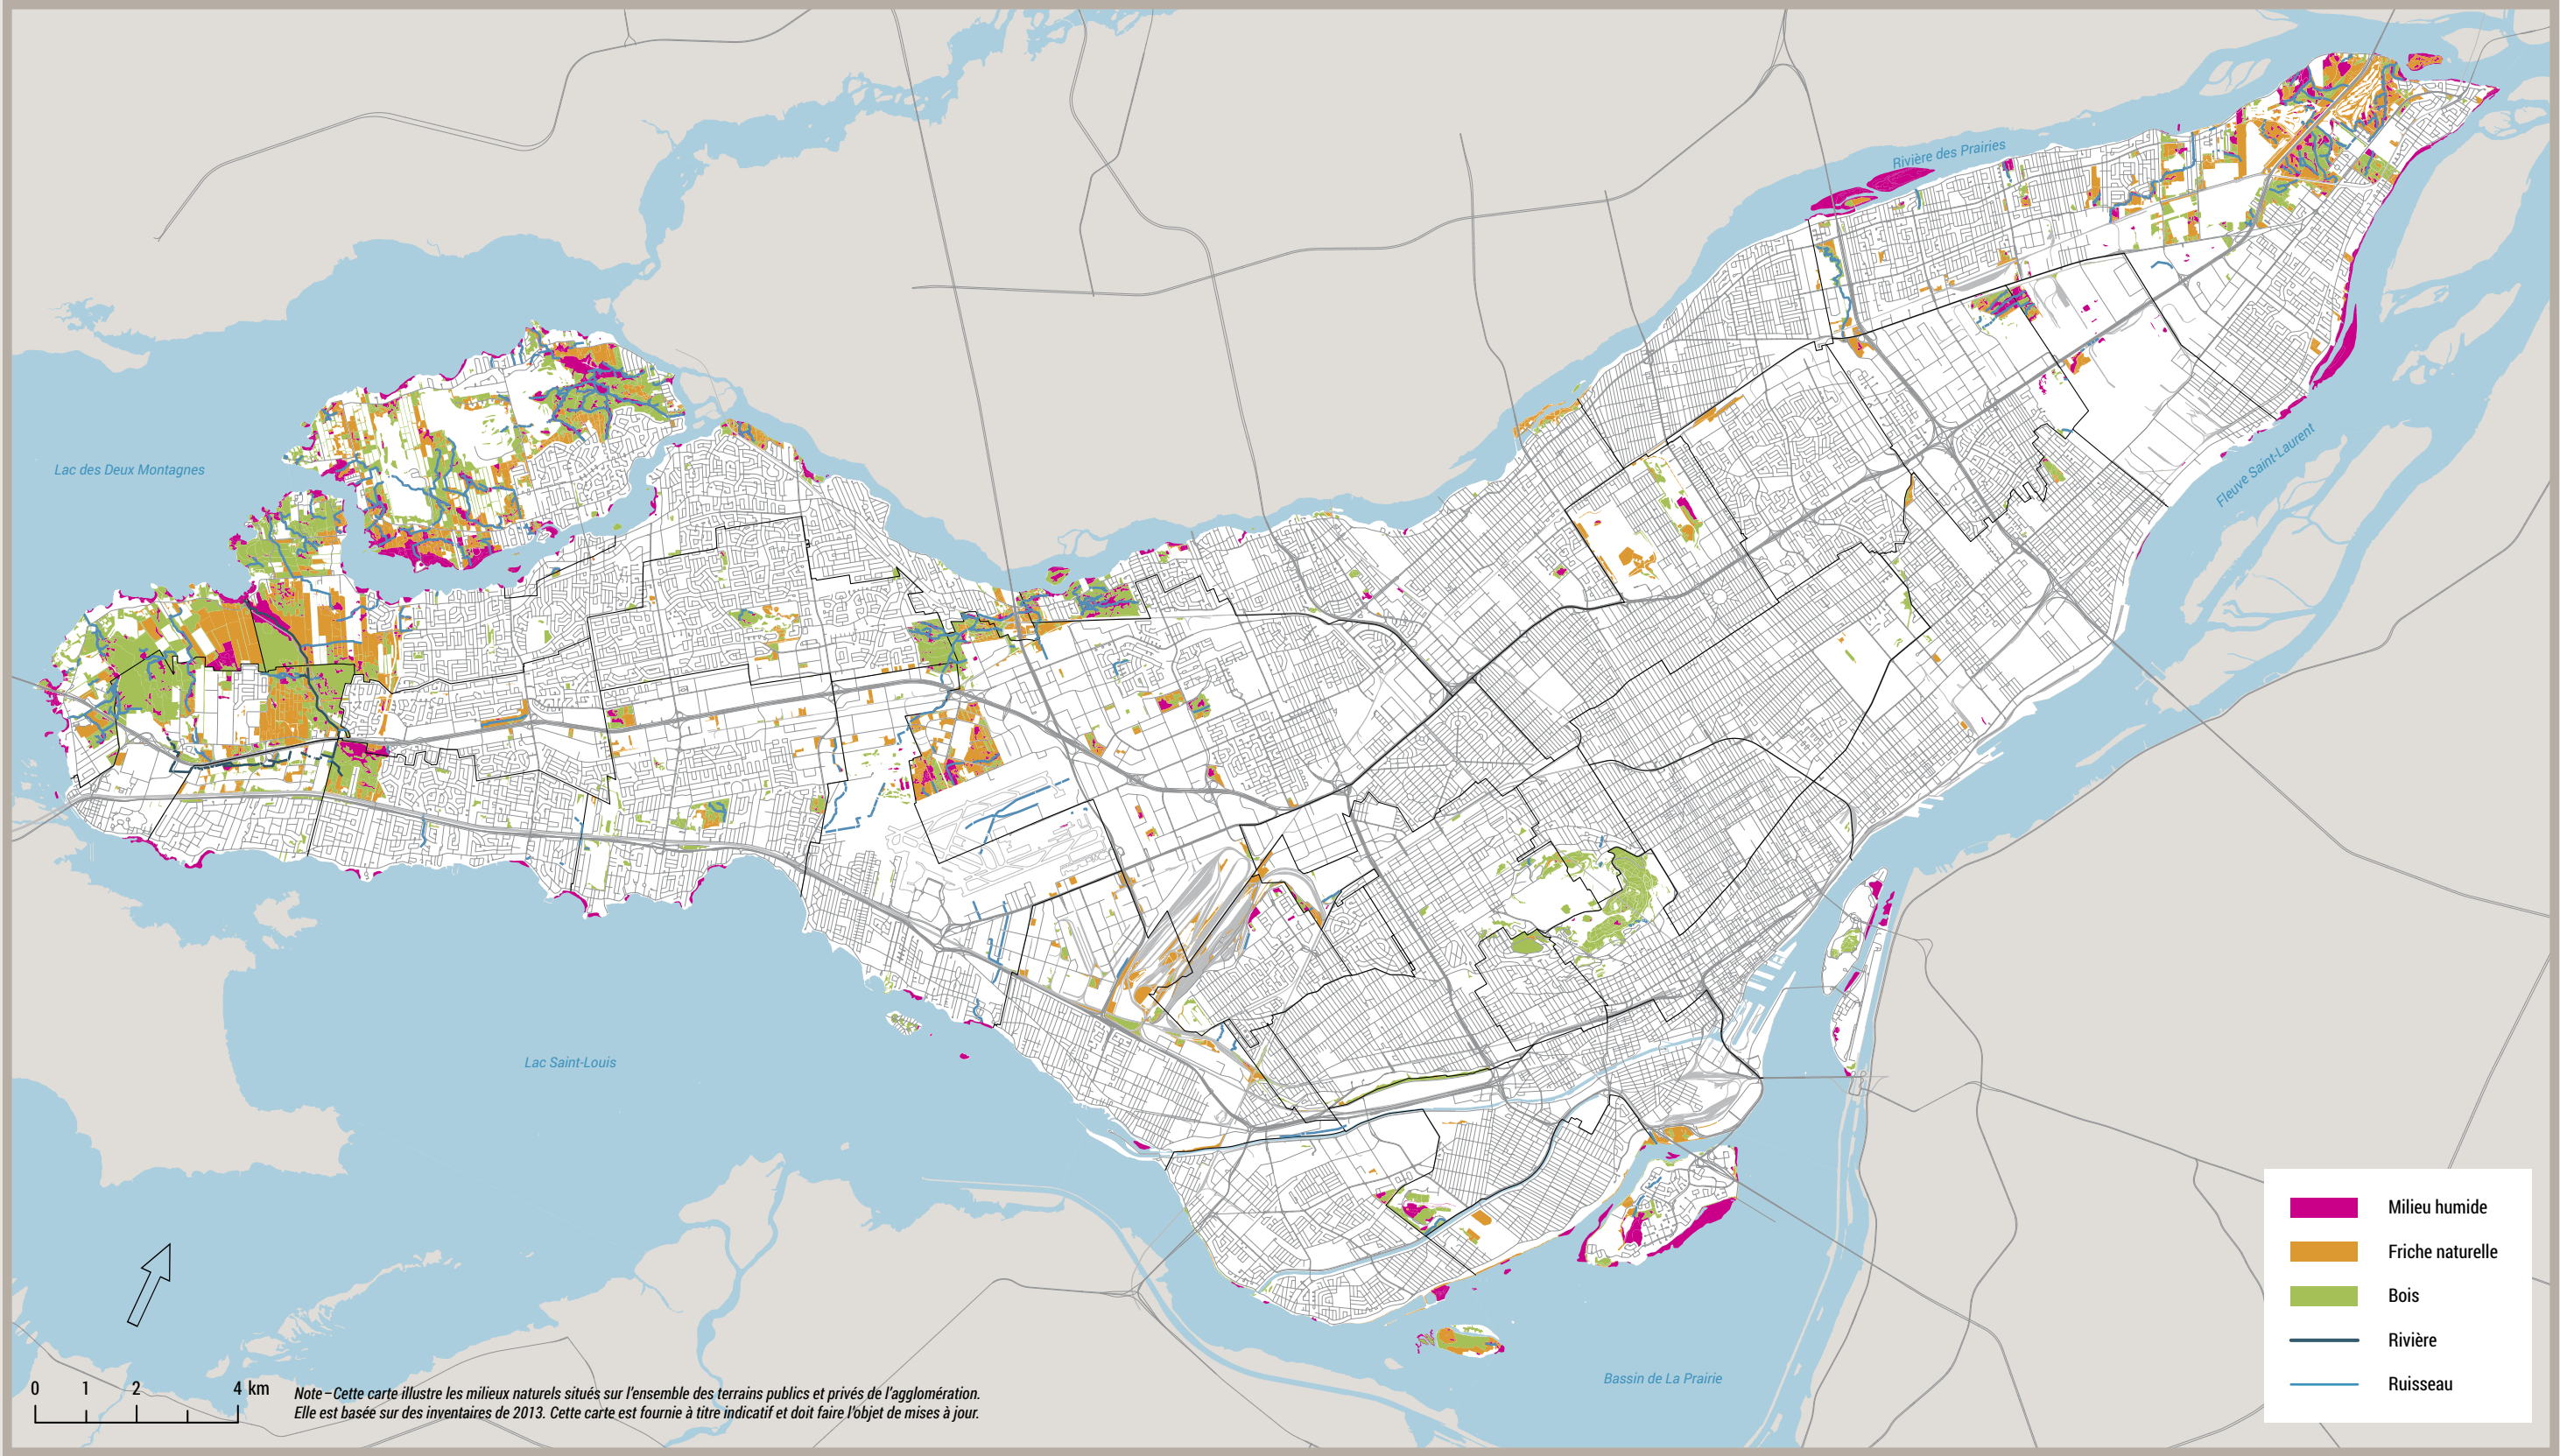 Rivière des Prairies
Lac des Deux Montagnes
Fleuve Saint-Laurent
Lac Saint-Louis
Bassin de La Prairie
Milieu humide
Friche naturelle
Bois
Rivière
Ruisseau
0 1 2 4 km
Note – Cette carte illustre les milieux naturels situés sur l’ensemble des terrains publics et privés de l’agglomération.
Elle est basée sur des inventaires de 2013. Cette carte est fournie à titre indicatif et doit faire l’objet de mises à jour.